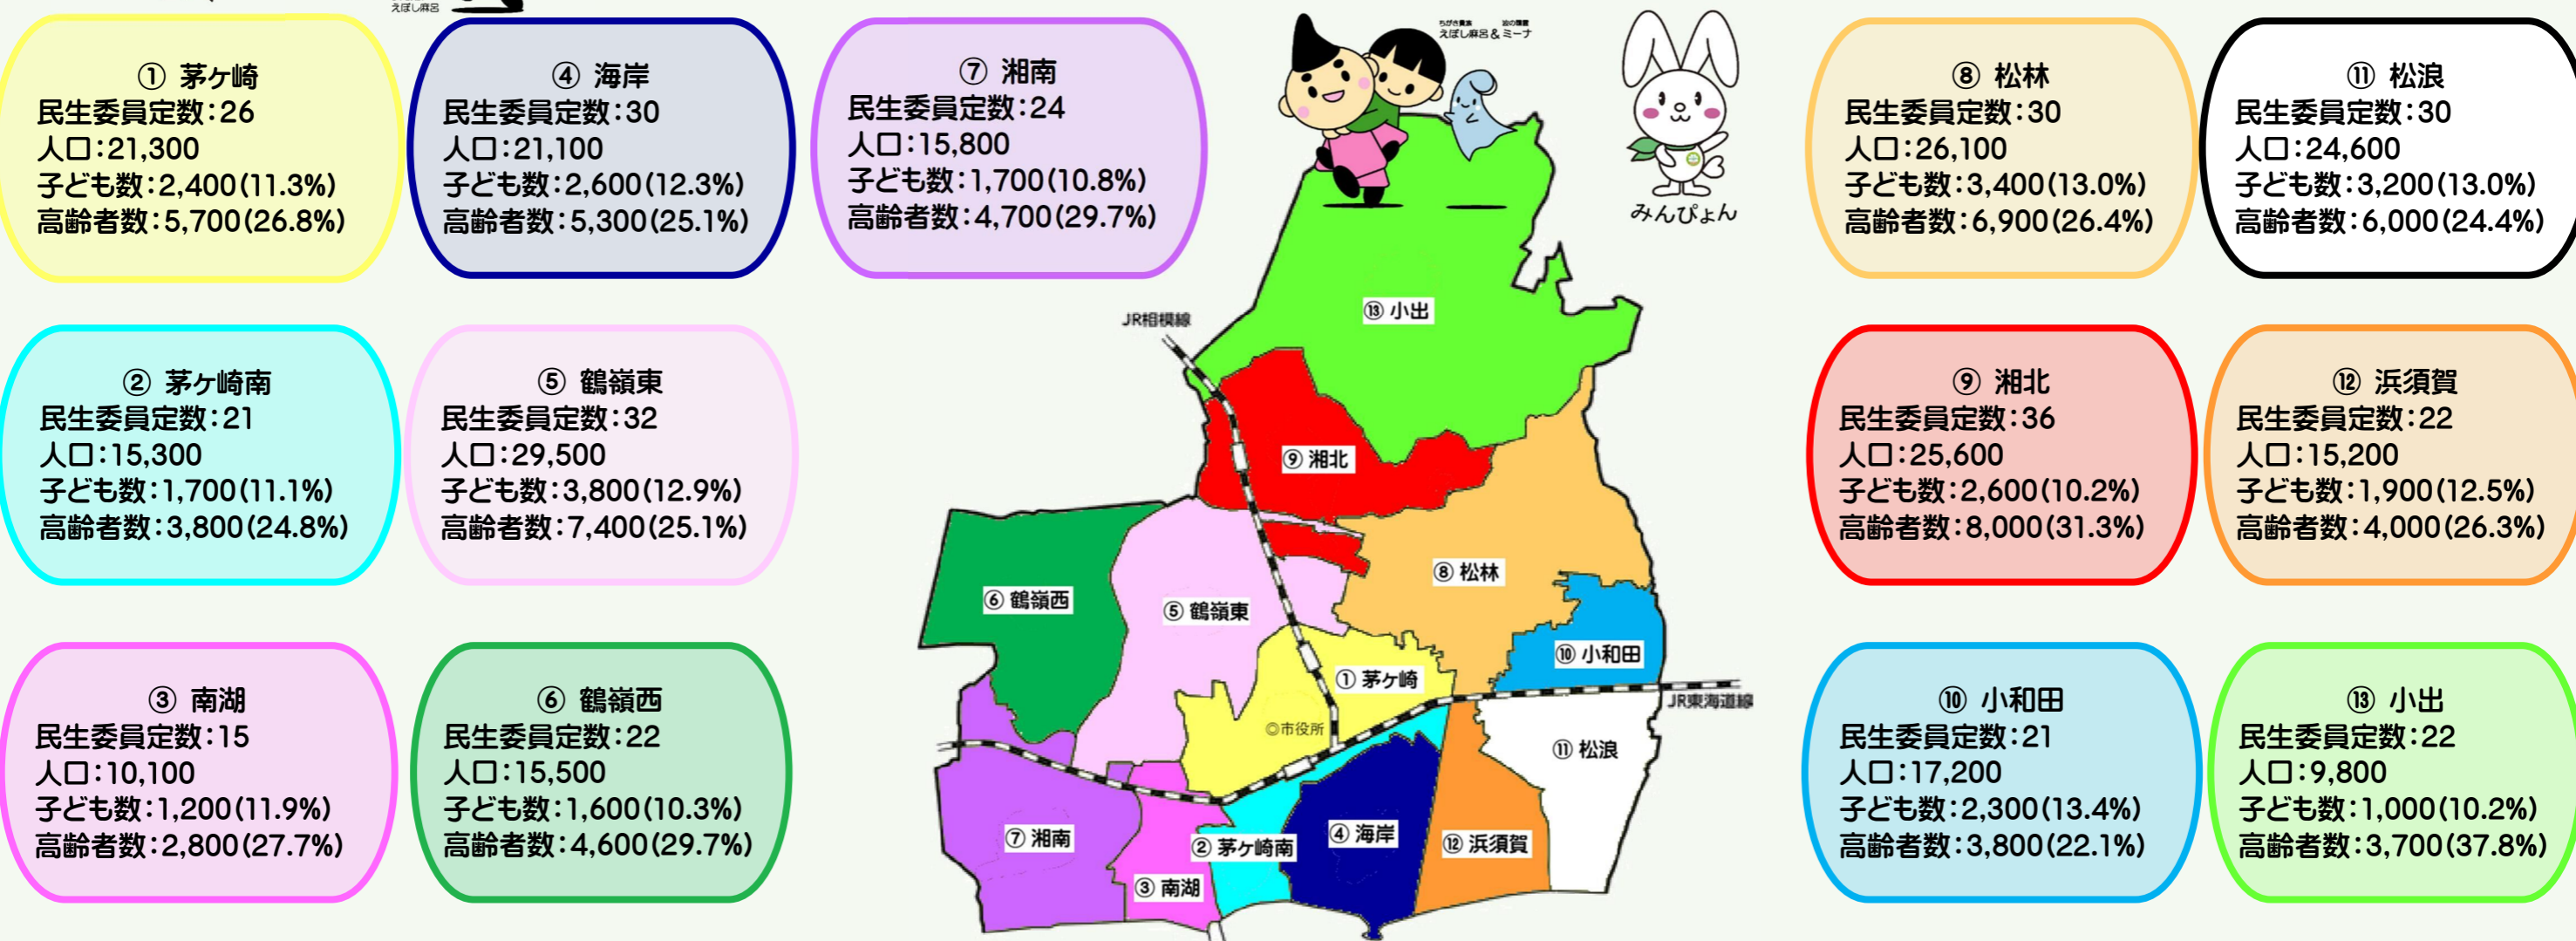 えぼし麻呂
① 茅ヶ崎
民生委員定数:26
人口:21,300
子ども数:2,400(11.3%)
高齢者数:5,700(26.8%)
④ 海岸
民生委員定数:30
人口:21,100
子ども数:2,600(12.3%)
高齢者数:5,300(25.1%)
⑦ 湘南
民生委員定数:24
人口:15,800
子ども数:1,700(10.8%)
高齢者数:4,700(29.7%)
② 茅ヶ崎南
民生委員定数:21
人口:15,300
子ども数:1,700(11.1%)
高齢者数:3,800(24.8%)
⑤ 鶴嶺東
民生委員定数:32
人口:29,500
子ども数:3,800(12.9%)
高齢者数:7,400(25.1%)
③ 南湖
民生委員定数:15
人口:10,100
子ども数:1,200(11.9%)
高齢者数:2,800(27.7%)
⑥ 鶴嶺西
民生委員定数:22
人口:15,500
子ども数:1,600(10.3%)
高齢者数:4,600(29.7%)
えぼし麻呂&ミーナ
みんぴょん
JR相模線
⑬ 小出
⑨ 湘北
⑧ 松林
⑥ 鶴嶺西
⑤ 鶴嶺東
⑩ 小和田
① 茅ヶ崎
JR東海道線
◎市役所
⑪ 松浪
⑦ 湘南
② 茅ヶ崎南
④ 海岸
⑫ 浜須賀
③ 南湖
⑧ 松林
民生委員定数:30
人口:26,100
子ども数:3,400(13.0%)
高齢者数:6,900(26.4%)
⑪ 松浪
民生委員定数:30
人口:24,600
子ども数:3,200(13.0%)
高齢者数:6,000(24.4%)
⑨ 湘北
民生委員定数:36
人口:25,600
子ども数:2,600(10.2%)
高齢者数:8,000(31.3%)
⑫ 浜須賀
民生委員定数:22
人口:15,200
子ども数:1,900(12.5%)
高齢者数:4,000(26.3%)
⑩ 小和田
民生委員定数:21
人口:17,200
子ども数:2,300(13.4%)
高齢者数:3,800(22.1%)
⑬ 小出
民生委員定数:22
人口:9,800
子ども数:1,000(10.2%)
高齢者数:3,700(37.8%)